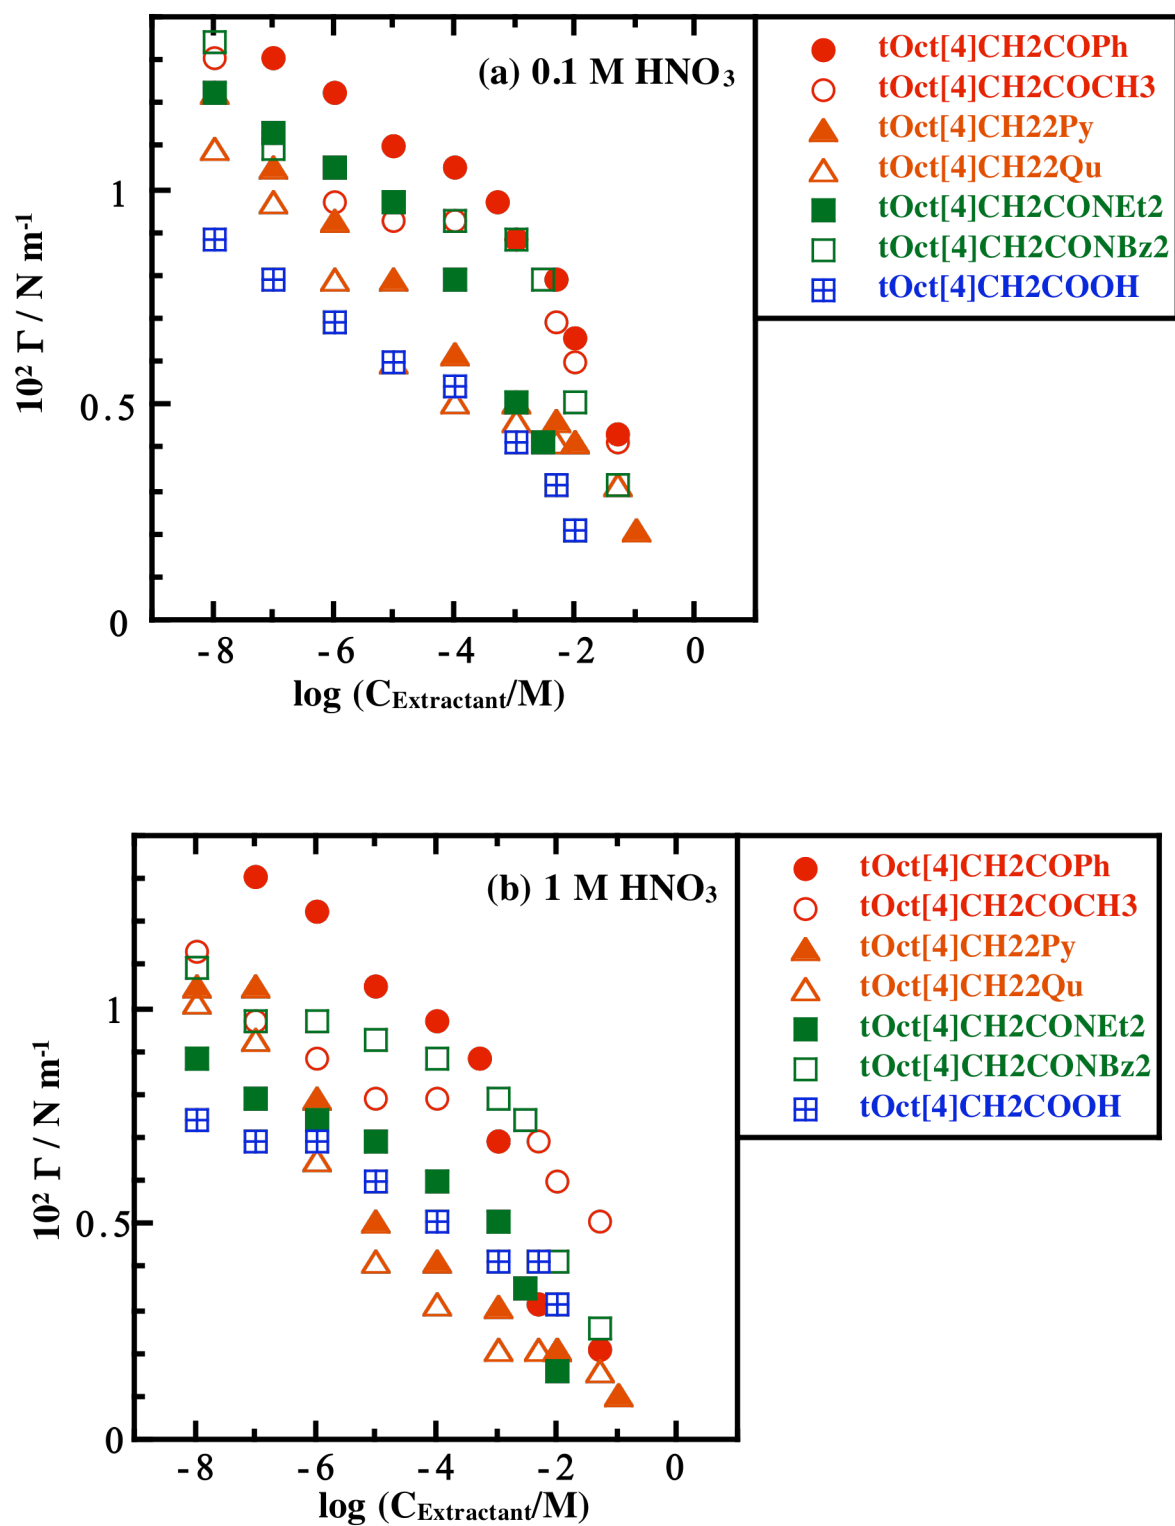 (a) 0.1 M HNO₃
tOct[4]CH2COPh
tOct[4]CH2COCH3
tOct[4]CH22Py
tOct[4]CH22Qu
tOct[4]CH2CONEt2
tOct[4]CH2CONBz2
tOct[4]CH2COOH
10² Γ / N m⁻¹
1
0.5
0
-8 -6 -4 -2 0
log (C_Extractant/M)
(b) 1 M HNO₃
tOct[4]CH2COPh
tOct[4]CH2COCH3
tOct[4]CH22Py
tOct[4]CH22Qu
tOct[4]CH2CONEt2
tOct[4]CH2CONBz2
tOct[4]CH2COOH
10² Γ / N m⁻¹
1
0.5
0
-8 -6 -4 -2 0
log (C_Extractant/M)